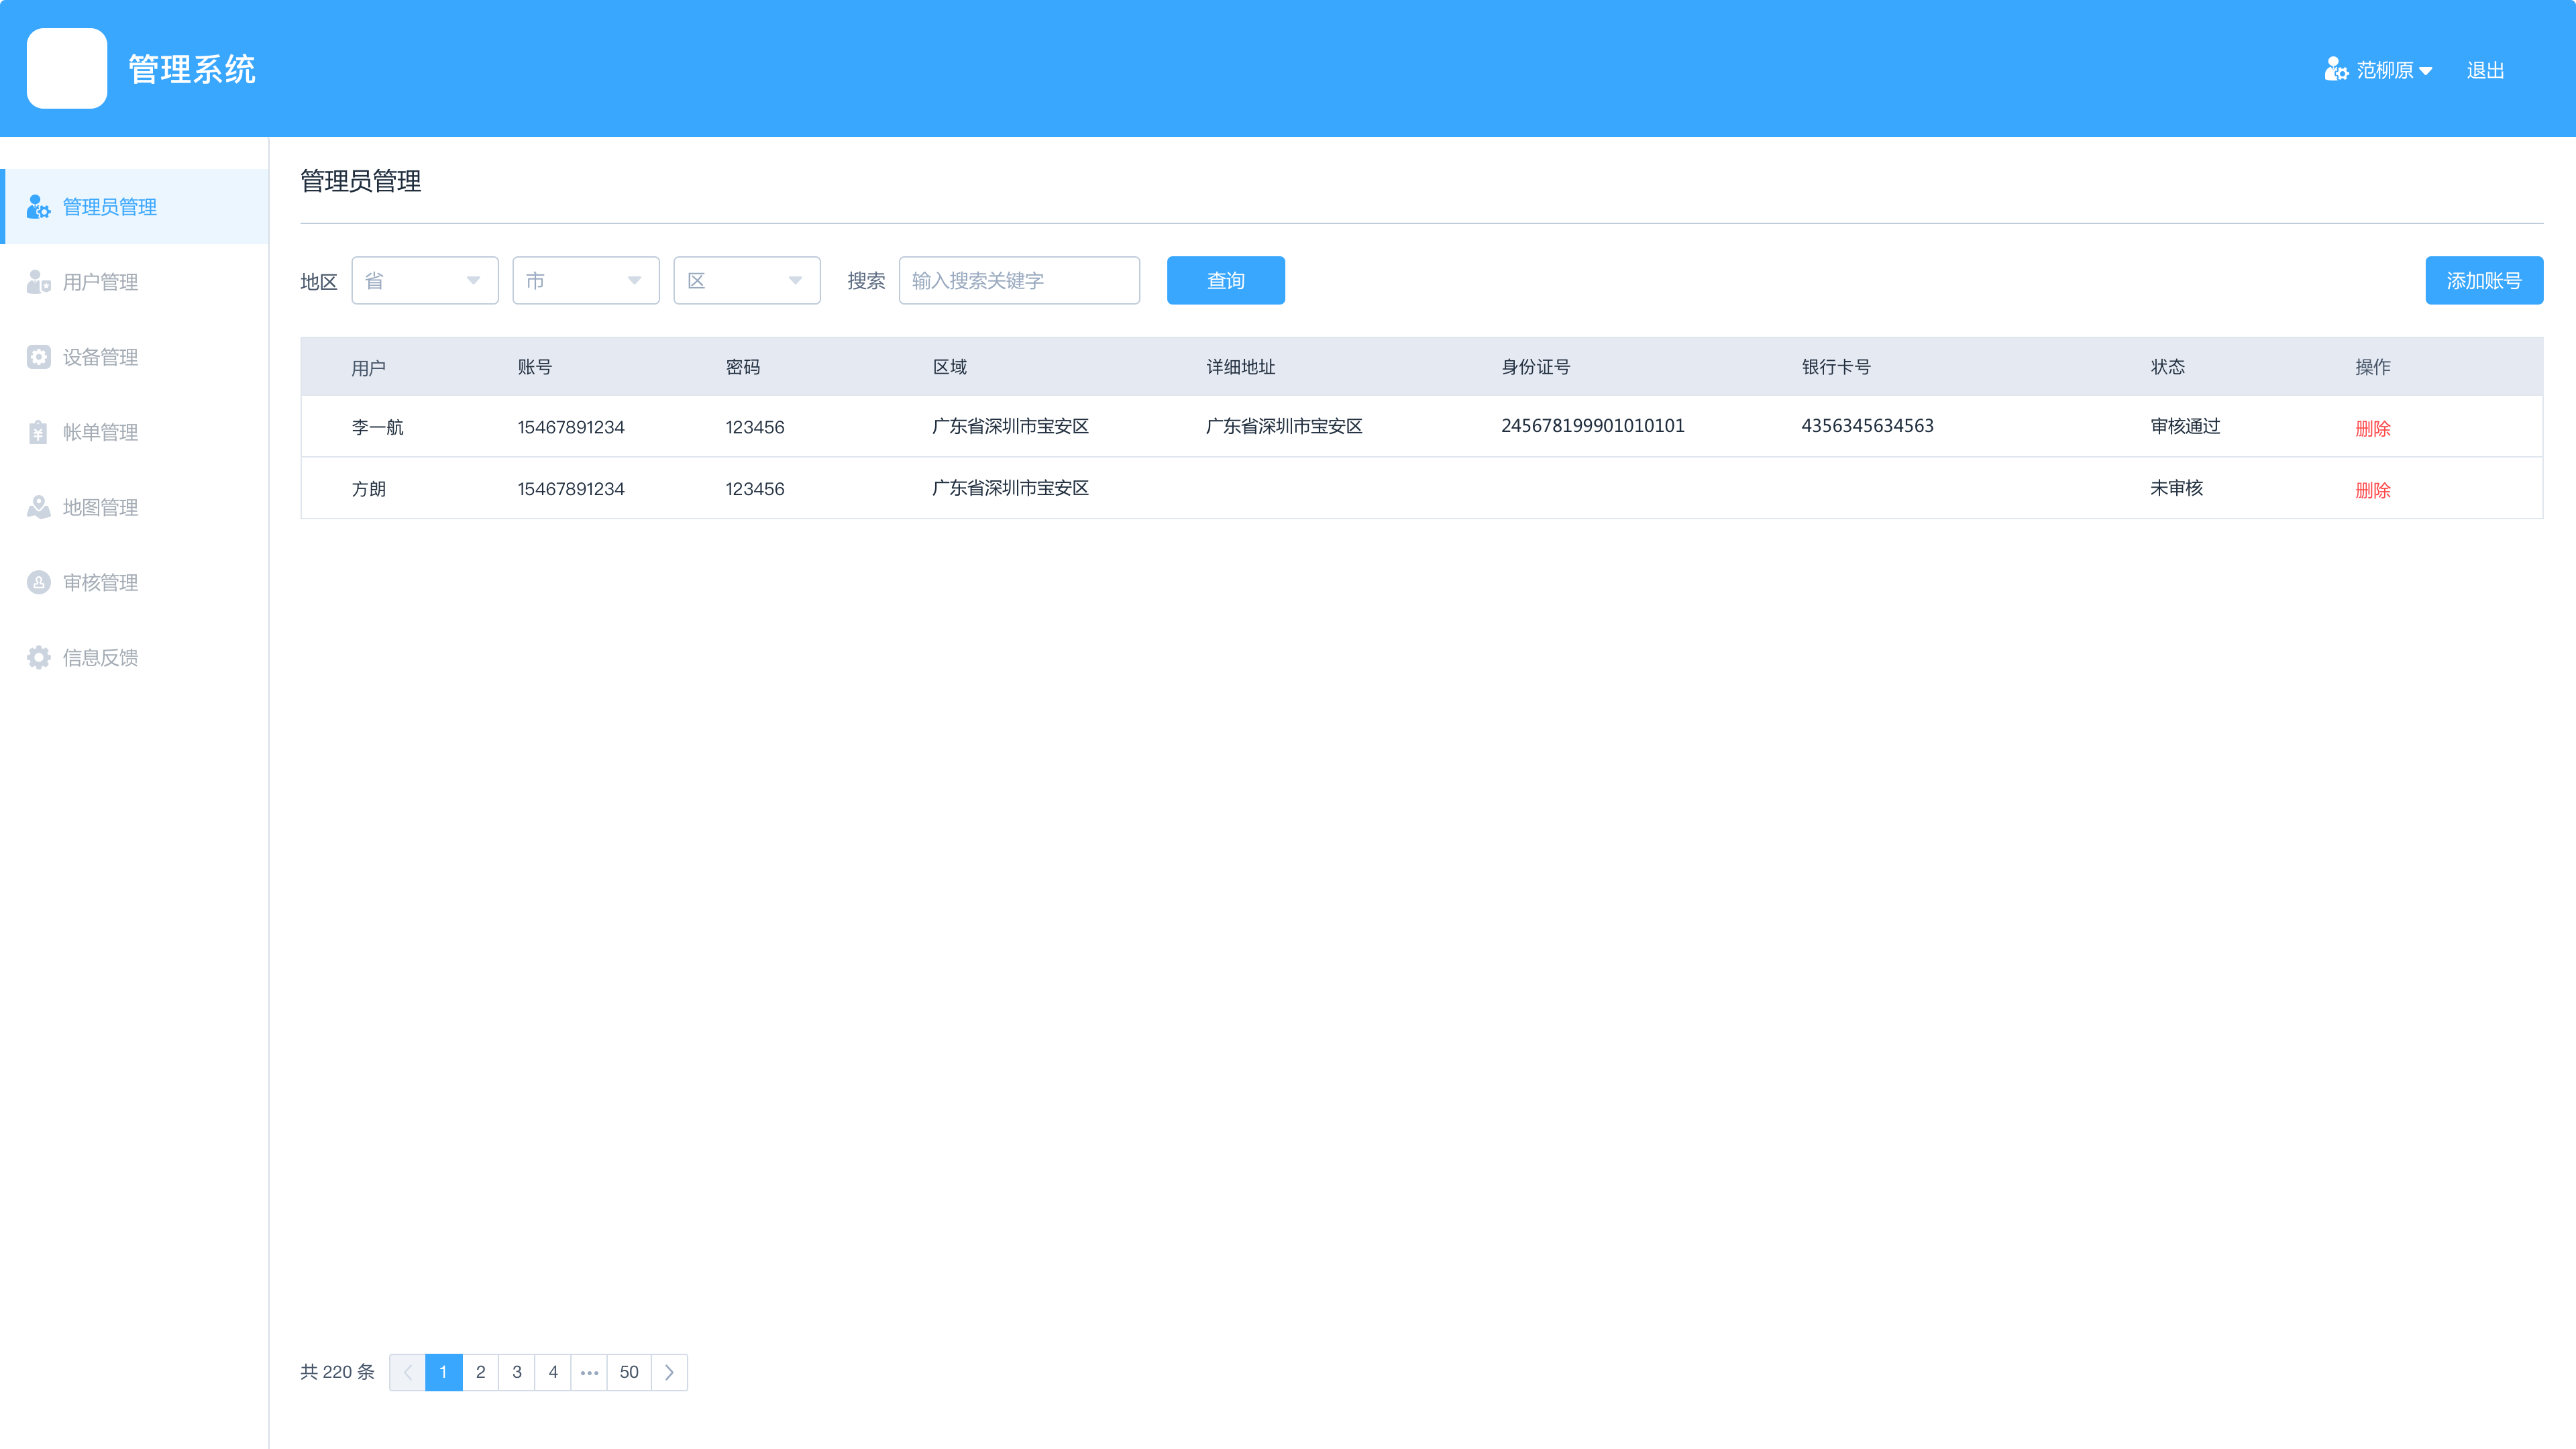 管理系统
范柳原 退出
管理员管理
用户管理
设备管理
帐单管理
地图管理
审核管理
信息反馈
管理员管理
地区 省 市 区 搜索 输入搜索关键字 查询 添加账号
用户 账号 密码 区域 详细地址 身份证号 银行卡号 状态 操作
李一航 15467891234 123456 广东省深圳市宝安区 广东省深圳市宝安区 245678199901010101 4356345634563 审核通过 删除
方朗 15467891234 123456 广东省深圳市宝安区 未审核 删除
共 220 条 1 2 3 4 ••• 50